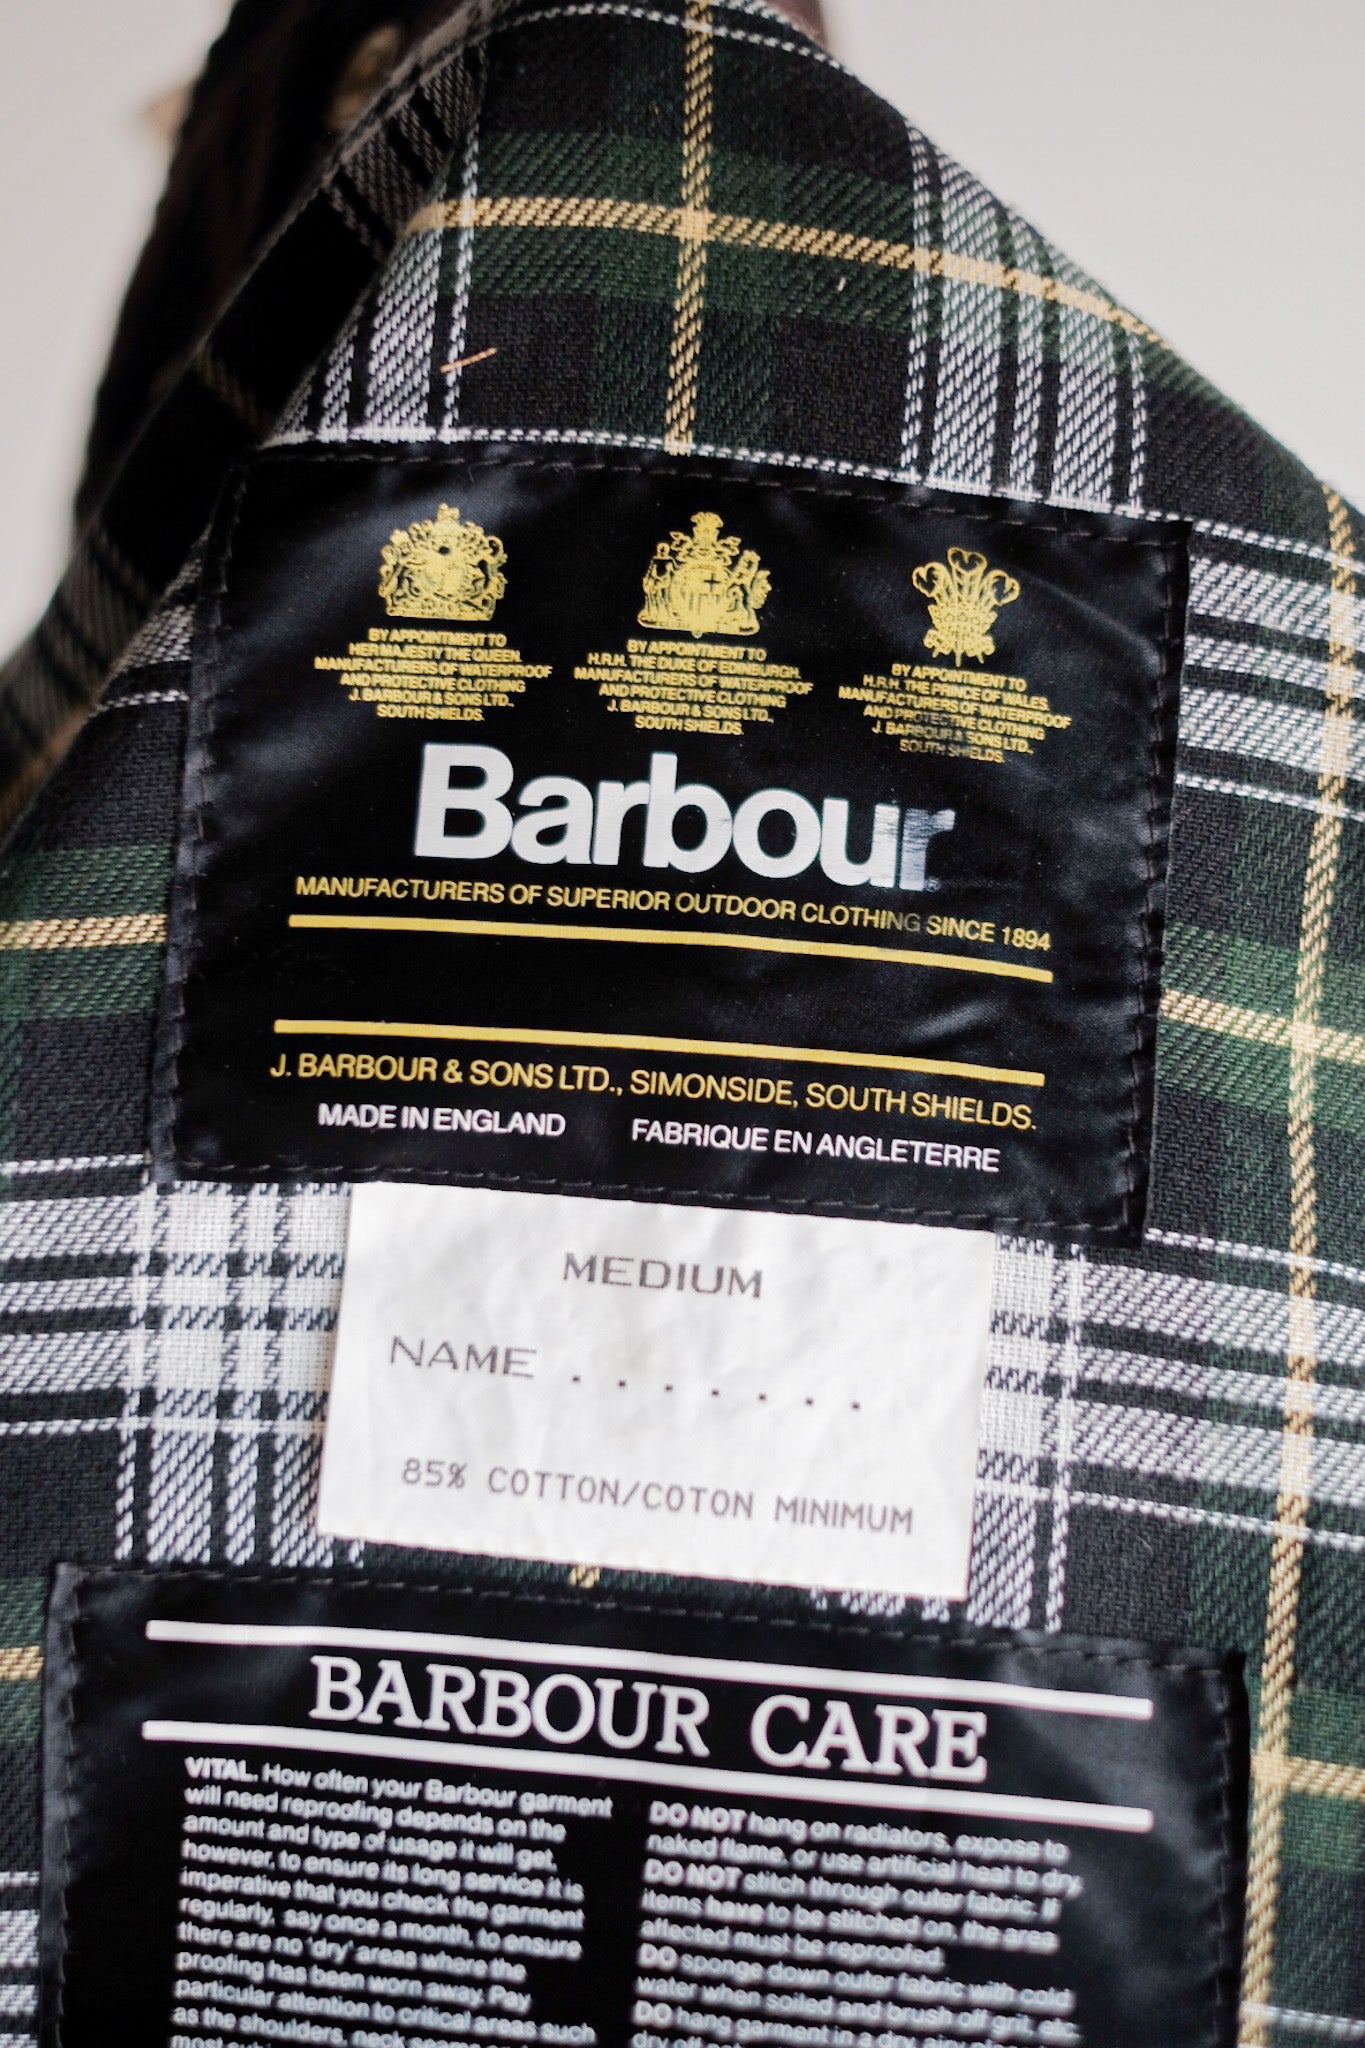 BY APPOINTMENT TO
HER MAJESTY THE QUEEN.
MANUFACTURERS OF WATERPROOF
AND PROTECTIVE CLOTHING
J. BARBOUR & SONS LTD.,
SOUTH SHIELDS.
BY APPOINTMENT TO
H.R.H. THE DUKE OF EDINBURGH.
MANUFACTURERS OF WATERPROOF
AND PROTECTIVE CLOTHING
J. BARBOUR & SONS LTD.,
SOUTH SHIELDS.
BY APPOINTMENT TO
H.R.H. THE PRINCE OF WALES.
MANUFACTURERS OF WATERPROOF
AND PROTECTIVE CLOTHING
J. BARBOUR & SONS LTD.,
SOUTH SHIELDS.
Barbour®
MANUFACTURERS OF SUPERIOR OUTDOOR CLOTHING SINCE 1894
J. BARBOUR & SONS LTD., SIMONSIDE, SOUTH SHIELDS.
MADE IN ENGLAND FABRIQUE EN ANGLETERRE
MEDIUM
NAME . . . . . . .
85% COTTON/COTON MINIMUM
BARBOUR CARE
VITAL. How often your Barbour garment
will need reproofing depends on the
amount and type of usage it will get,
however, to ensure its long service it is
imperative that you check the garment
regularly, say once a month, to ensure
there are no 'dry' areas where the
proofing has been worn away. Pay
particular attention to critical areas such
as the shoulders, neck seams
most
DO NOT hang on radiators, expose to
naked flame, or use artificial heat to dry.
DO NOT stitch through outer fabric. If
items have to be stitched on, the area
affected must be reproofed.
DO sponge down outer fabric with cold
water when soiled and brush off grit, etc.
DO hang garment in a dry, airy